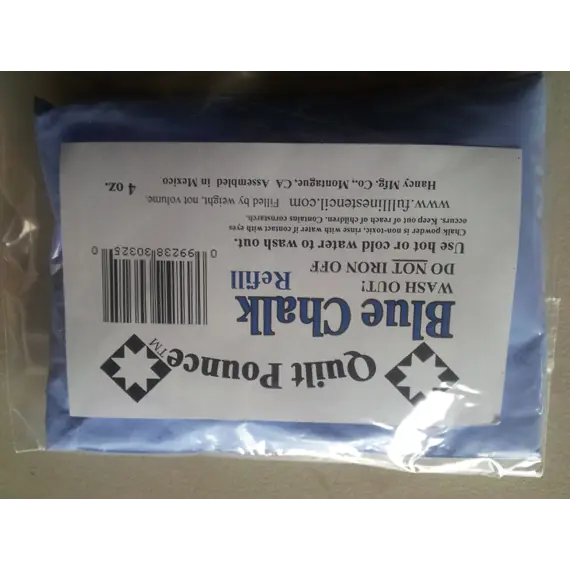 Quilt Pounce™
Blue Chalk
Refill
WASH OUT!
DO NOT IRON OFF
0 99238 80325 0
Use hot or cold water to wash out.
Chalk powder is non-toxic, rinse with water if contact with eyes
occurs. Keep out of reach of children. Contains cornstarch.
www.fulllinestencil.com Filled by weight, not volume.
Hancy Mfg. Co., Montague, CA Assembled in Mexico
4 oz.